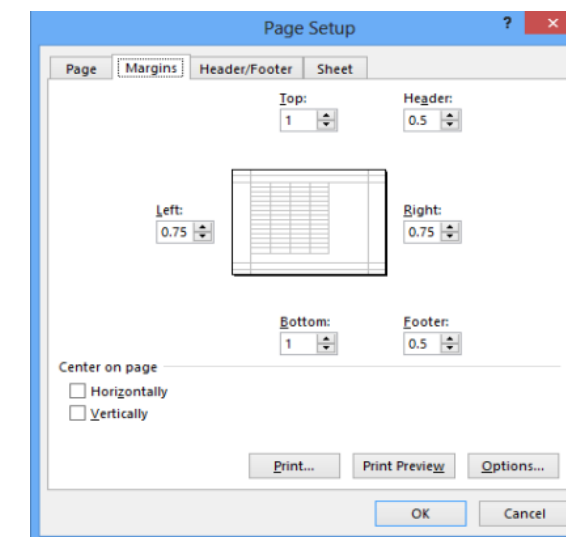 Page Setup ?
Page Margins Header/Footer Sheet
Top: Header:
1 0.5
Left: Right:
0.75 0.75
Bottom: Footer:
1 0.5
Center on page
Horizontally
Vertically
Print... Print Preview Options...
OK Cancel